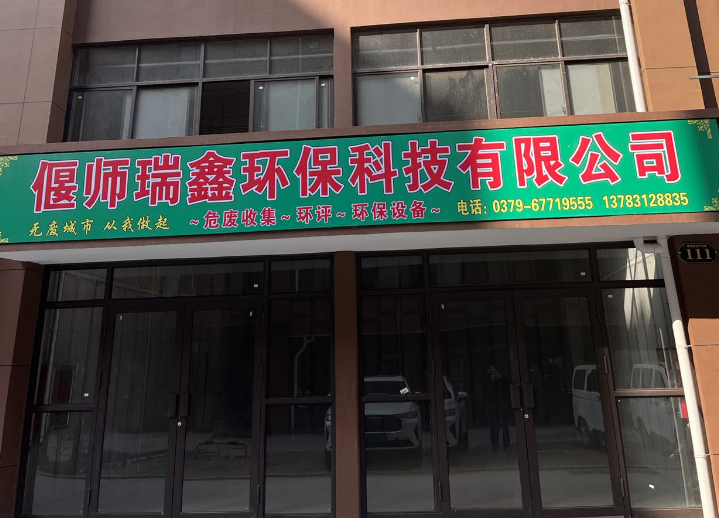 偃师瑞鑫环保科技有限公司
无废城市 从我做起 ~危废收集~环评~环保设备~ 电话: 0379-67719555 13783128835
111